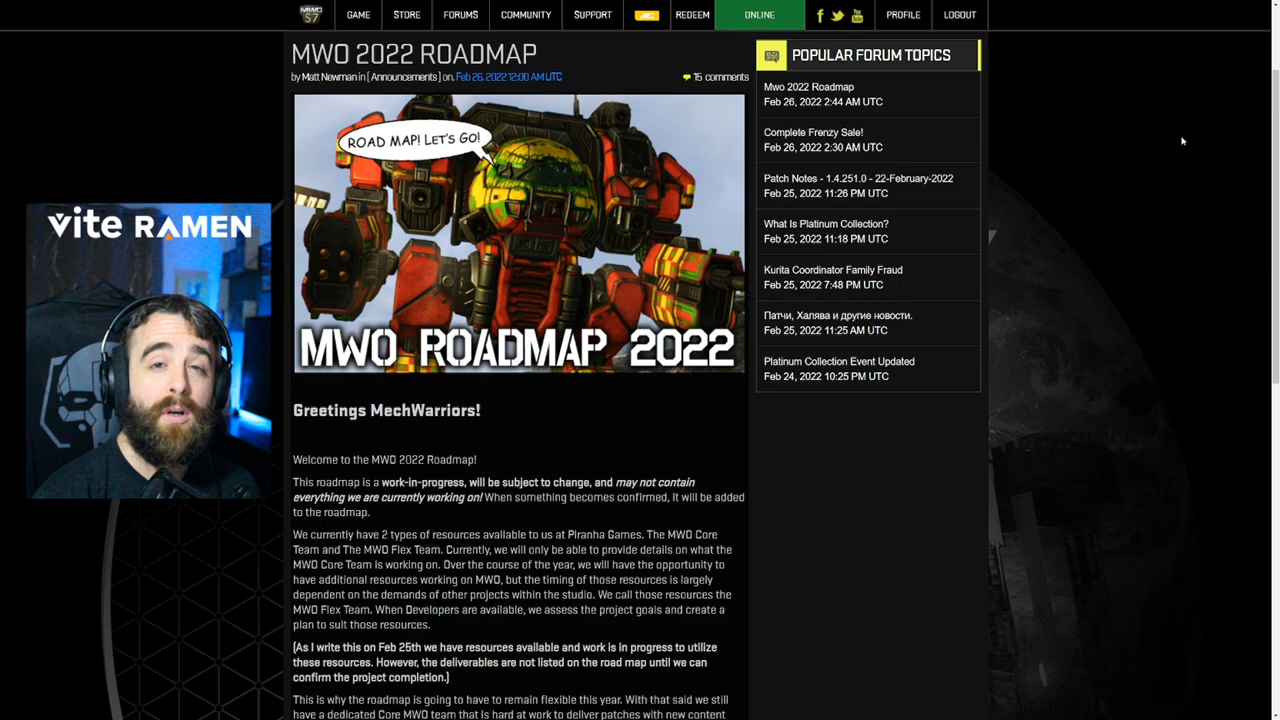 MWO
S7
GAME
STORE
FORUMS
COMMUNITY
SUPPORT
MC
REDEEM
ONLINE
PROFILE
LOGOUT
MWO 2022 ROADMAP
by Matt Newman in [ Announcements ] on, Feb 26, 2022 12:00 AM UTC
15 comments
ROAD MAP! LET'S GO!
MWO ROADMAP 2022
Greetings MechWarriors!
Welcome to the MWO 2022 Roadmap!
This roadmap is a work-in-progress, will be subject to change, and may not contain
everything we are currently working on! When something becomes confirmed, it will be added
to the roadmap.
We currently have 2 types of resources available to us at Piranha Games. The MWO Core
Team and The MWO Flex Team. Currently, we will only be able to provide details on what the
MWO Core Team is working on. Over the course of the year, we will have the opportunity to
have additional resources working on MWO, but the timing of those resources is largely
dependent on the demands of other projects within the studio. We call those resources the
MWO Flex Team. When Developers are available, we assess the project goals and create a
plan to suit those resources.
(As I write this on Feb 25th we have resources available and work is in progress to utilize
these resources. However, the deliverables are not listed on the road map until we can
confirm the project completion.)
This is why the roadmap is going to have to remain flexible this year. With that said we still
have a dedicated Core MWO team that is hard at work to deliver patches with new content
POPULAR FORUM TOPICS
Mwo 2022 Roadmap
Feb 26, 2022 2:44 AM UTC
Complete Frenzy Sale!
Feb 26, 2022 2:30 AM UTC
Patch Notes - 1.4.251.0 - 22-February-2022
Feb 25, 2022 11:26 PM UTC
What Is Platinum Collection?
Feb 25, 2022 11:18 PM UTC
Kurita Coordinator Family Fraud
Feb 25, 2022 7:48 PM UTC
Патчи, Халява и другие новости.
Feb 25, 2022 11:25 AM UTC
Platinum Collection Event Updated
Feb 24, 2022 10:25 PM UTC
vite RAMEN